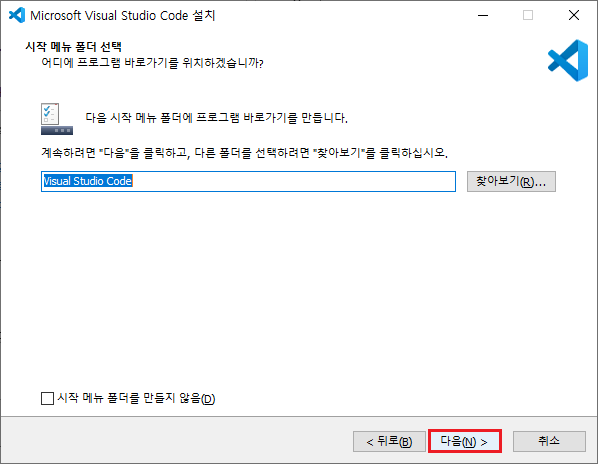 Microsoft Visual Studio Code 설치
시작 메뉴 폴더 선택
어디에 프로그램 바로가기를 위치하겠습니까?
다음 시작 메뉴 폴더에 프로그램 바로가기를 만듭니다.
계속하려면 "다음"을 클릭하고, 다른 폴더를 선택하려면 "찾아보기"를 클릭하십시오.
Visual Studio Code
찾아보기(R)...
시작 메뉴 폴더를 만들지 않음(D)
< 뒤로(B)
다음(N) >
취소